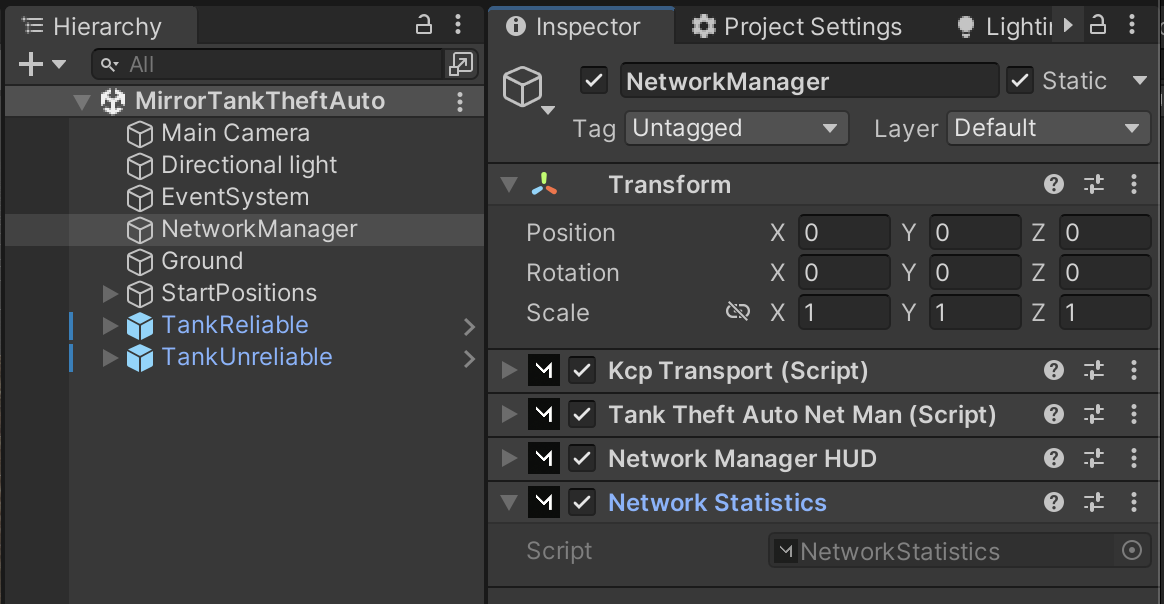 Hierarchy
All
MirrorTankTheftAuto
Main Camera
Directional light
EventSystem
NetworkManager
Ground
StartPositions
TankReliable
TankUnreliable
Inspector
Project Settings
Lightin
NetworkManager
Static
Tag Untagged Layer Default
Transform
Position X 0 Y 0 Z 0
Rotation X 0 Y 0 Z 0
Scale X 1 Y 1 Z 1
Kcp Transport (Script)
Tank Theft Auto Net Man (Script)
Network Manager HUD
Network Statistics
Script NetworkStatistics